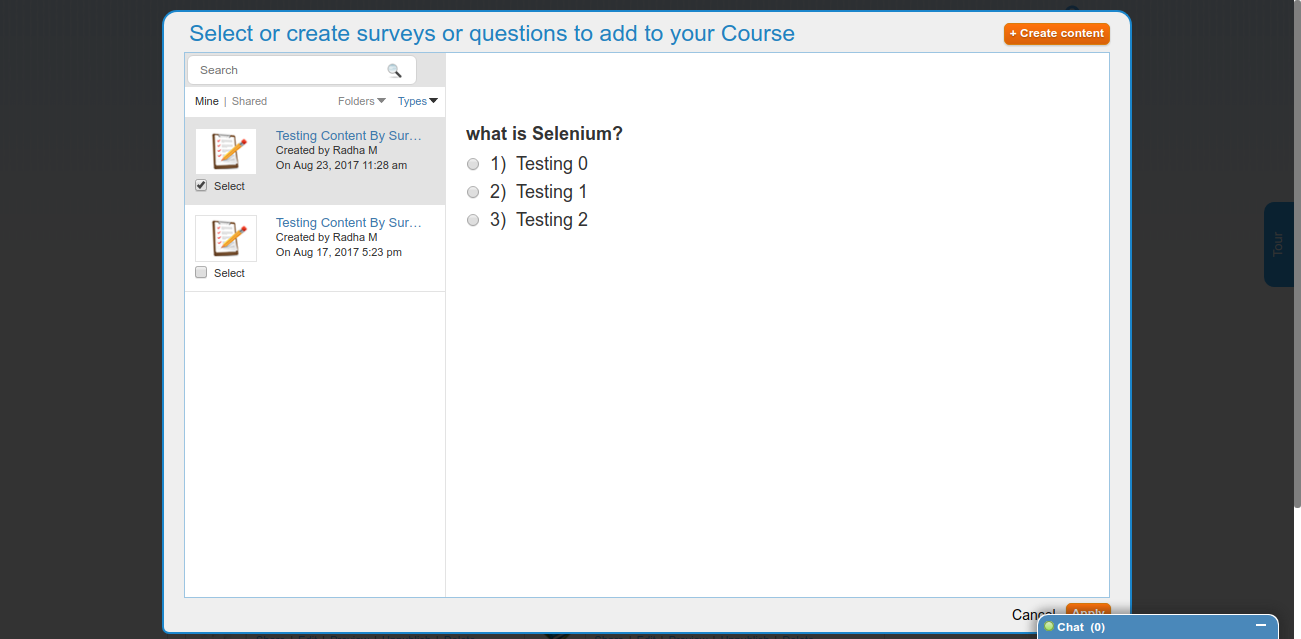 Select or create surveys or questions to add to your Course
+ Create content
Search
Mine | Shared
Folders
Types
Testing Content By Sur...
Created by Radha M
On Aug 23, 2017 11:28 am
Select
Testing Content By Sur...
Created by Radha M
On Aug 17, 2017 5:23 pm
Select
what is Selenium?
1) Testing 0
2) Testing 1
3) Testing 2
Tour
Cancel
Apply
Chat (0)